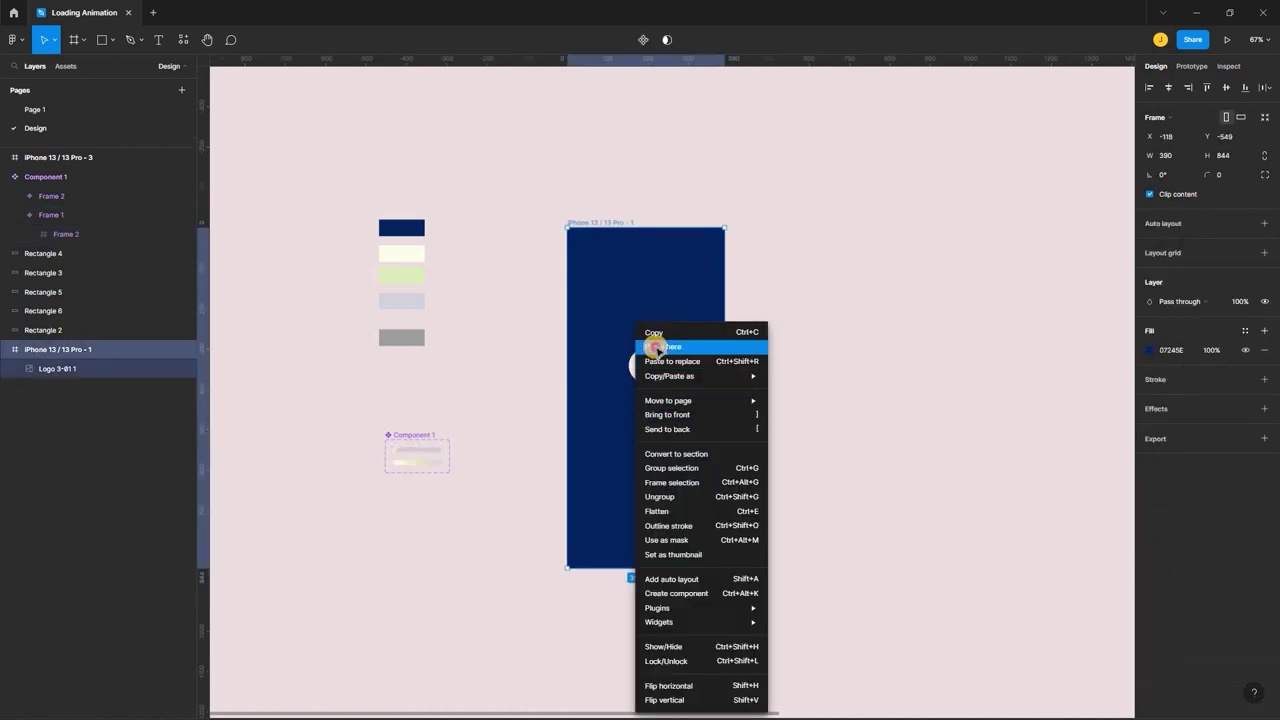 Loading Animation
J
Share
67%
Layers
Assets
Design
Design
Prototype
Inspect
Pages
Page 1
Design
iPhone 13 / 13 Pro - 3
Component 1
Frame 2
Frame 1
Frame 2
Rectangle 4
Rectangle 3
Rectangle 5
Rectangle 6
Rectangle 2
iPhone 13 / 13 Pro - 1
Logo 3-01 1
iPhone 13 / 13 Pro - 1
Component 1
Copy Ctrl+C
here
Paste to replace Ctrl+Shift+R
Copy/Paste as
Move to page
Bring to front ]
Send to back [
Convert to section
Group selection Ctrl+G
Frame selection Ctrl+Alt+G
Ungroup Ctrl+Shift+G
Flatten Ctrl+E
Outline stroke Ctrl+Shift+O
Use as mask Ctrl+Alt+M
Set as thumbnail
Add auto layout Shift+A
Create component Ctrl+Alt+K
Plugins
Widgets
Show/Hide Ctrl+Shift+H
Lock/Unlock Ctrl+Shift+L
Flip horizontal Shift+H
Flip vertical Shift+V
Frame
X -118 Y -549
W 390 H 844
0° 0
Clip content
Auto layout
Layout grid
Layer
Pass through 100%
Fill
07245E 100%
Stroke
Effects
Export
?